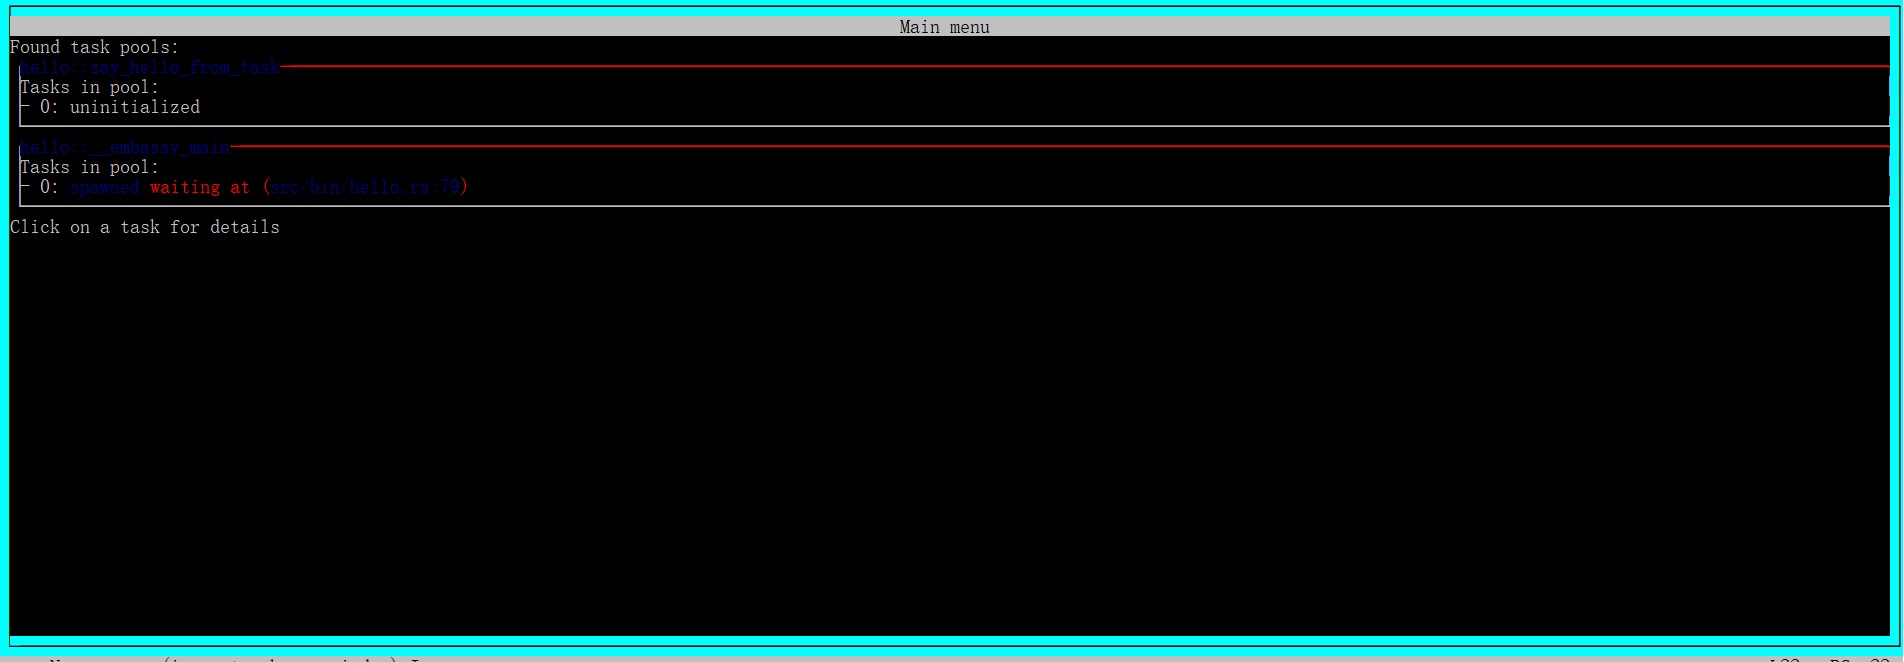 Main menu
Found task pools:
hello::say_hello_from_task
Tasks in pool:
0: uninitialized
hello::__embassy_main
Tasks in pool:
0: spawned waiting at (src/bin/hello.rs:79)
Click on a task for details